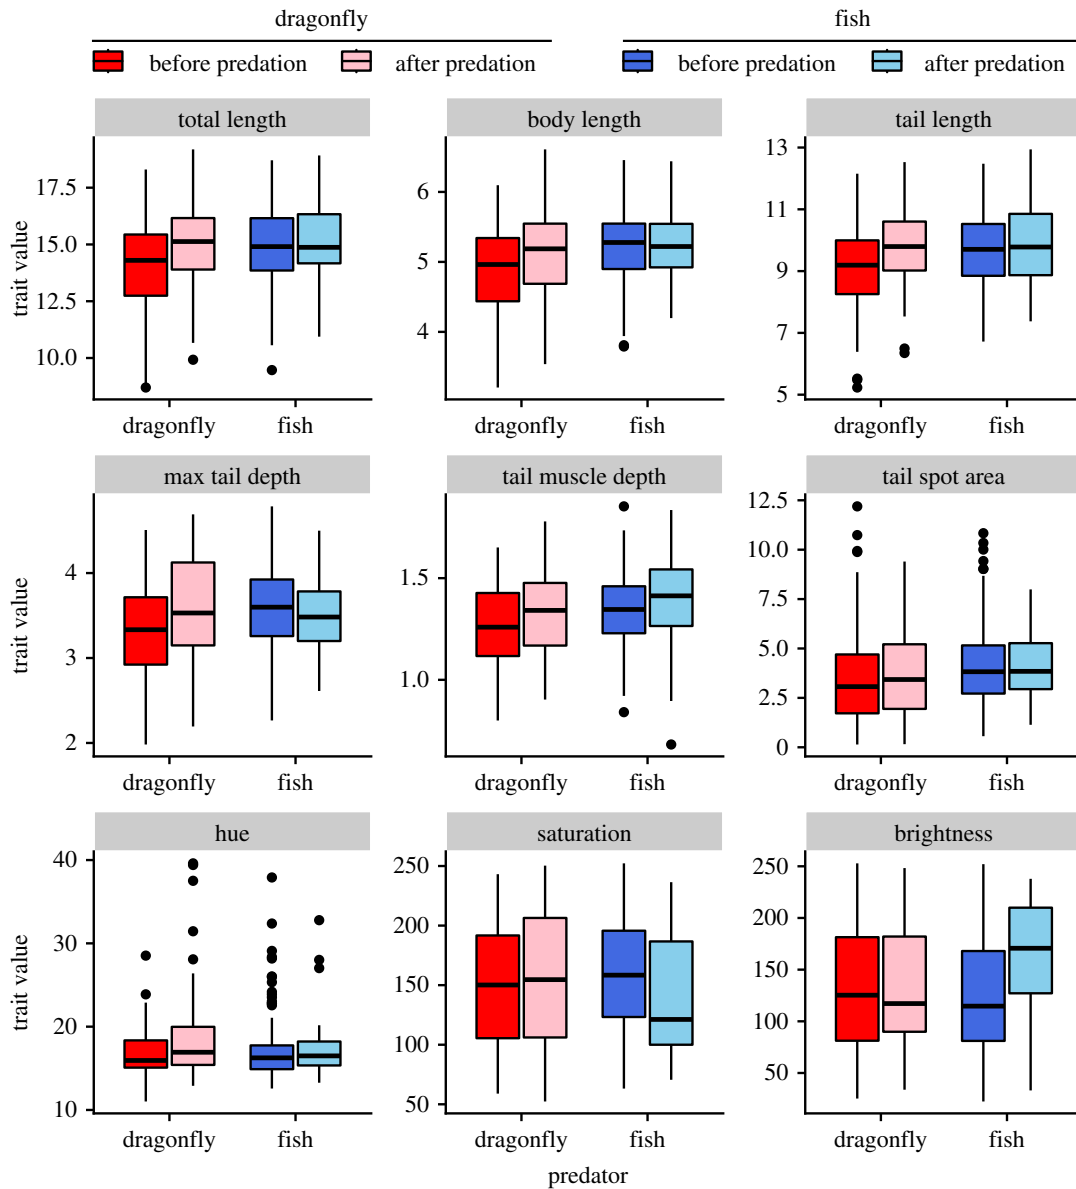 dragonfly fish
before predation after predation before predation after predation
total length body length tail length
17.5 6 13
15.0 11
12.5 5 9
10.0 4 7
5
trait value
dragonfly fish dragonfly fish dragonfly fish
max tail depth tail muscle depth tail spot area
4 1.5 12.5
3 1.0 10.0
2 7.5
5.0
2.5
0
trait value
dragonfly fish dragonfly fish dragonfly fish
hue saturation brightness
40 250 250
30 200 200
20 150 150
10 100 100
50 50
trait value
dragonfly fish dragonfly fish dragonfly fish
predator